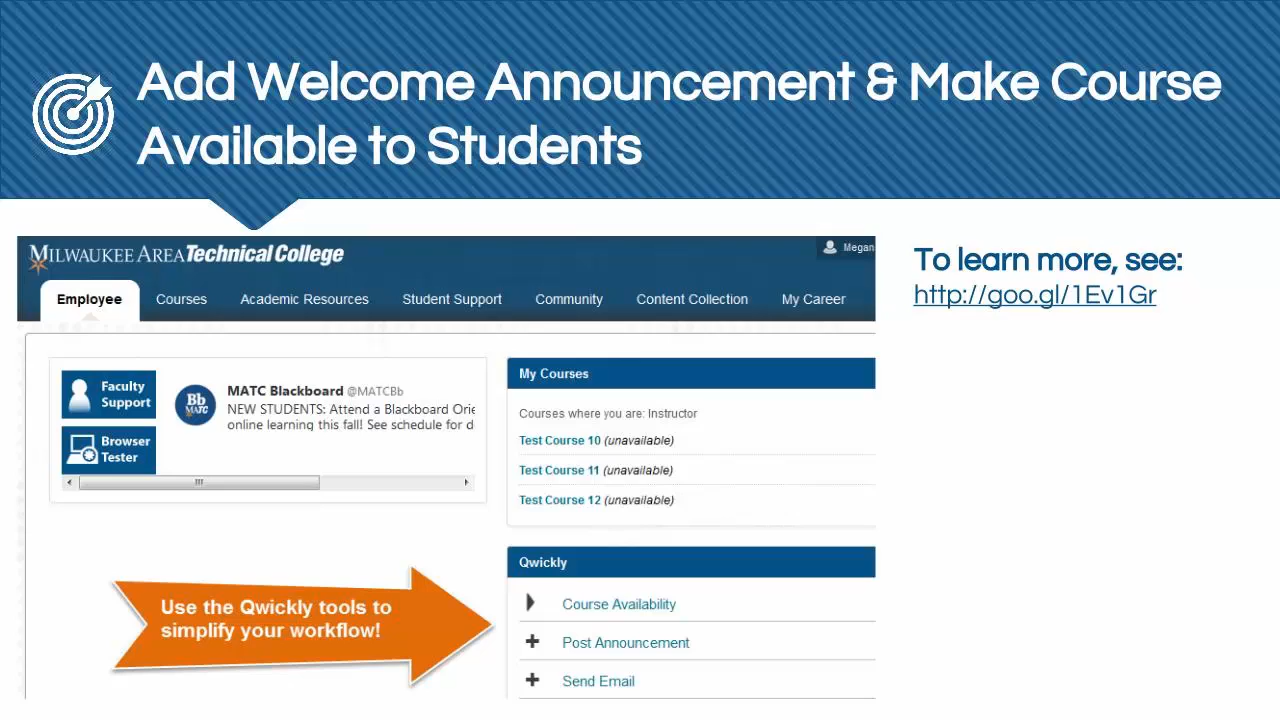 Add Welcome Announcement & Make Course
Available to Students
MILWAUKEE AREA Technical College
Megan
Employee
Courses
Academic Resources
Student Support
Community
Content Collection
My Career
To learn more, see:
http://goo.gl/1Ev1Gr
Faculty
Support
Browser
Tester
Bb
MATC
MATC Blackboard @MATCBb
NEW STUDENTS: Attend a Blackboard Orie
online learning this fall! See schedule for d
My Courses
Courses where you are: Instructor
Test Course 10 (unavailable)
Test Course 11 (unavailable)
Test Course 12 (unavailable)
Use the Qwickly tools to
simplify your workflow!
Qwickly
Course Availability
Post Announcement
Send Email